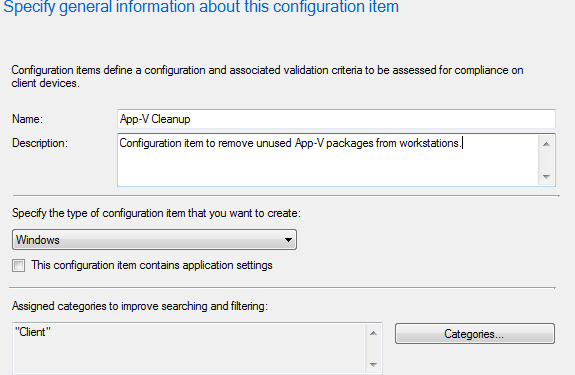 Specify general information about this configuration item
Configuration items define a configuration and associated validation criteria to be assessed for compliance on
client devices.
Name:
App-V Cleanup
Description:
Configuration item to remove unused App-V packages from workstations.
Specify the type of configuration item that you want to create:
Windows
This configuration item contains application settings
Assigned categories to improve searching and filtering:
"Client"
Categories...